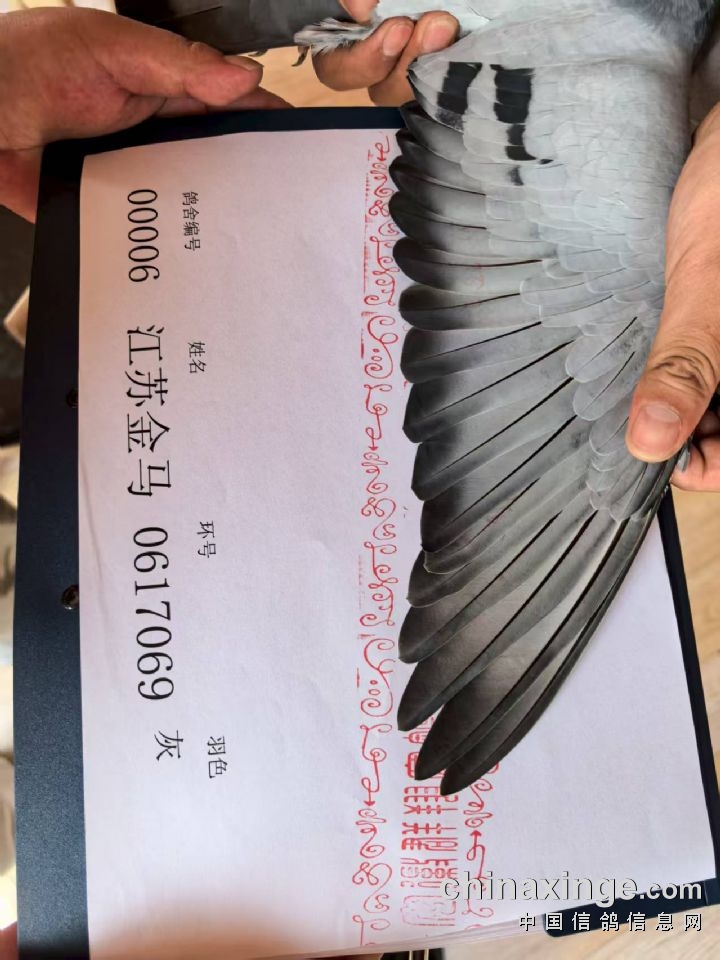 鸽舍编号 姓名 环号 羽色
00006 江苏金马 0617069 灰
chinaxinge.com
中国信鸽信息网